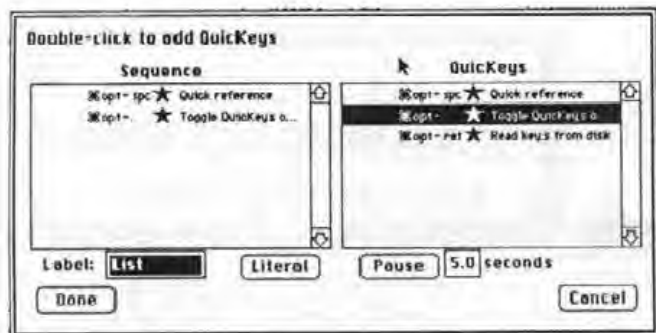 Double-click to add QuicKeys
Sequence
QuicKeys
⌘opt- spc ★ Quick reference
⌘opt-. ★ Toggle QuicKeys o...
⌘opt- spc ★ Quick reference
⌘opt- ★ Toggle QuicKeys o
⌘opt- ret ★ Read keys from disk
Label: List
Literal
Pause 5.0 seconds
Done
Cancel